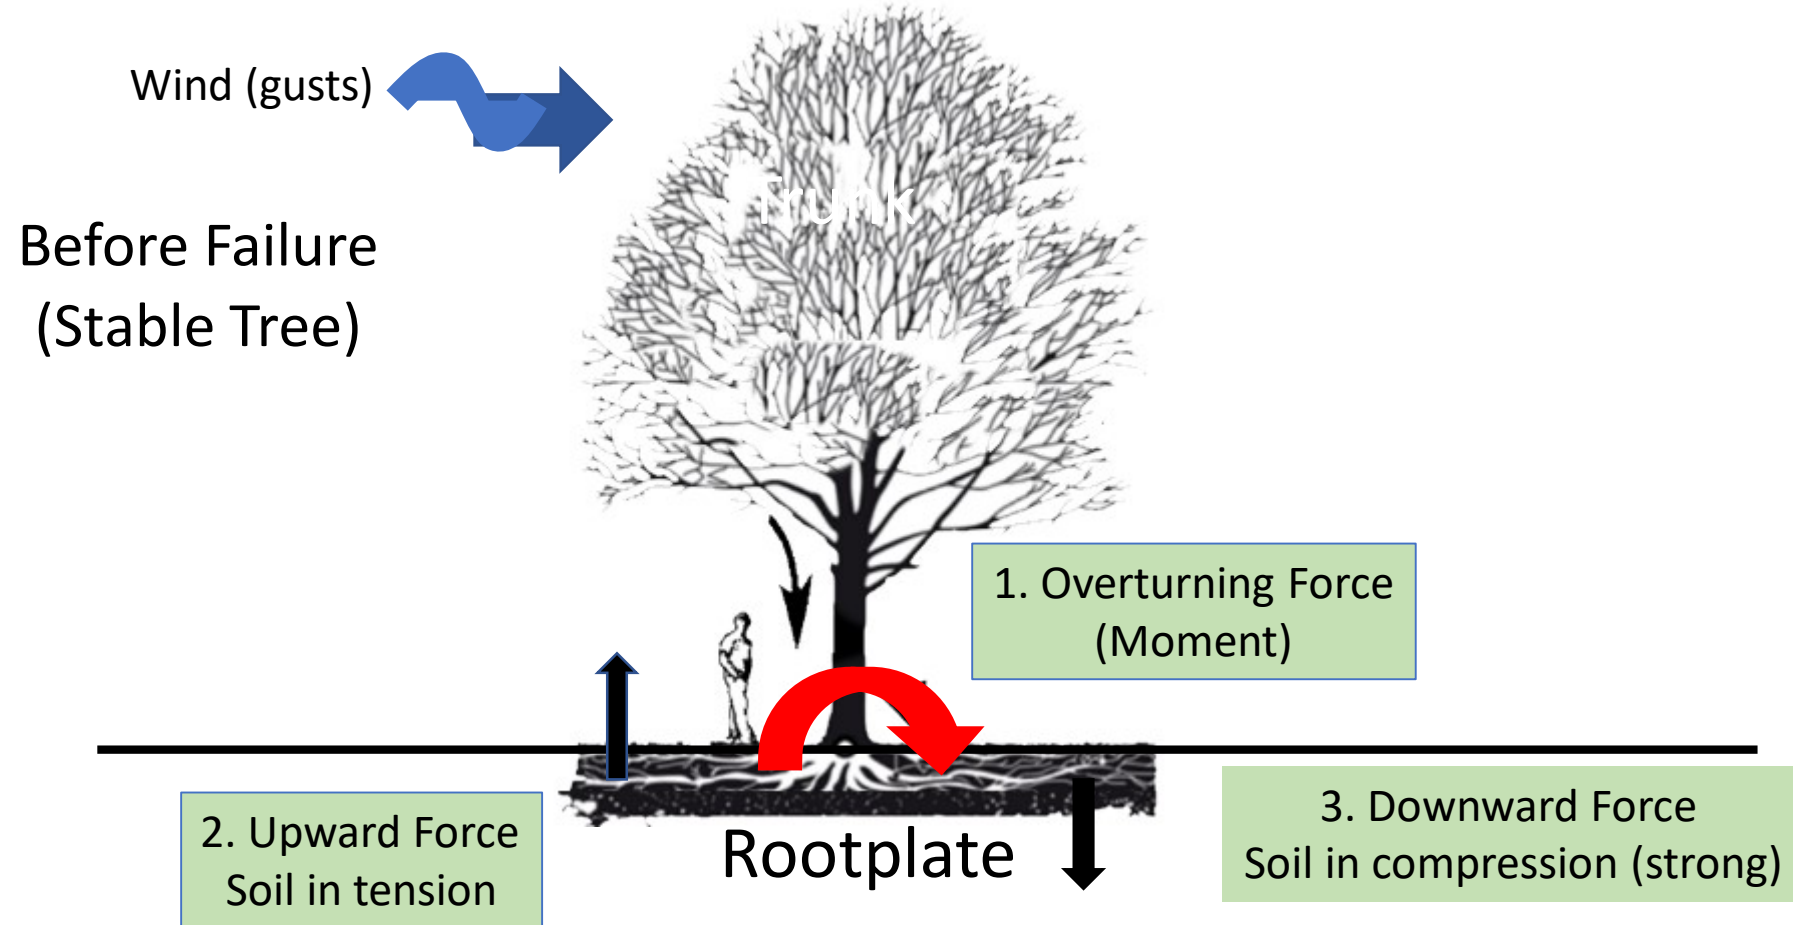 Wind (gusts)
Trunk
Before Failure
(Stable Tree)
1. Overturning Force
(Moment)
2. Upward Force
Soil in tension
Rootplate
3. Downward Force
Soil in compression (strong)